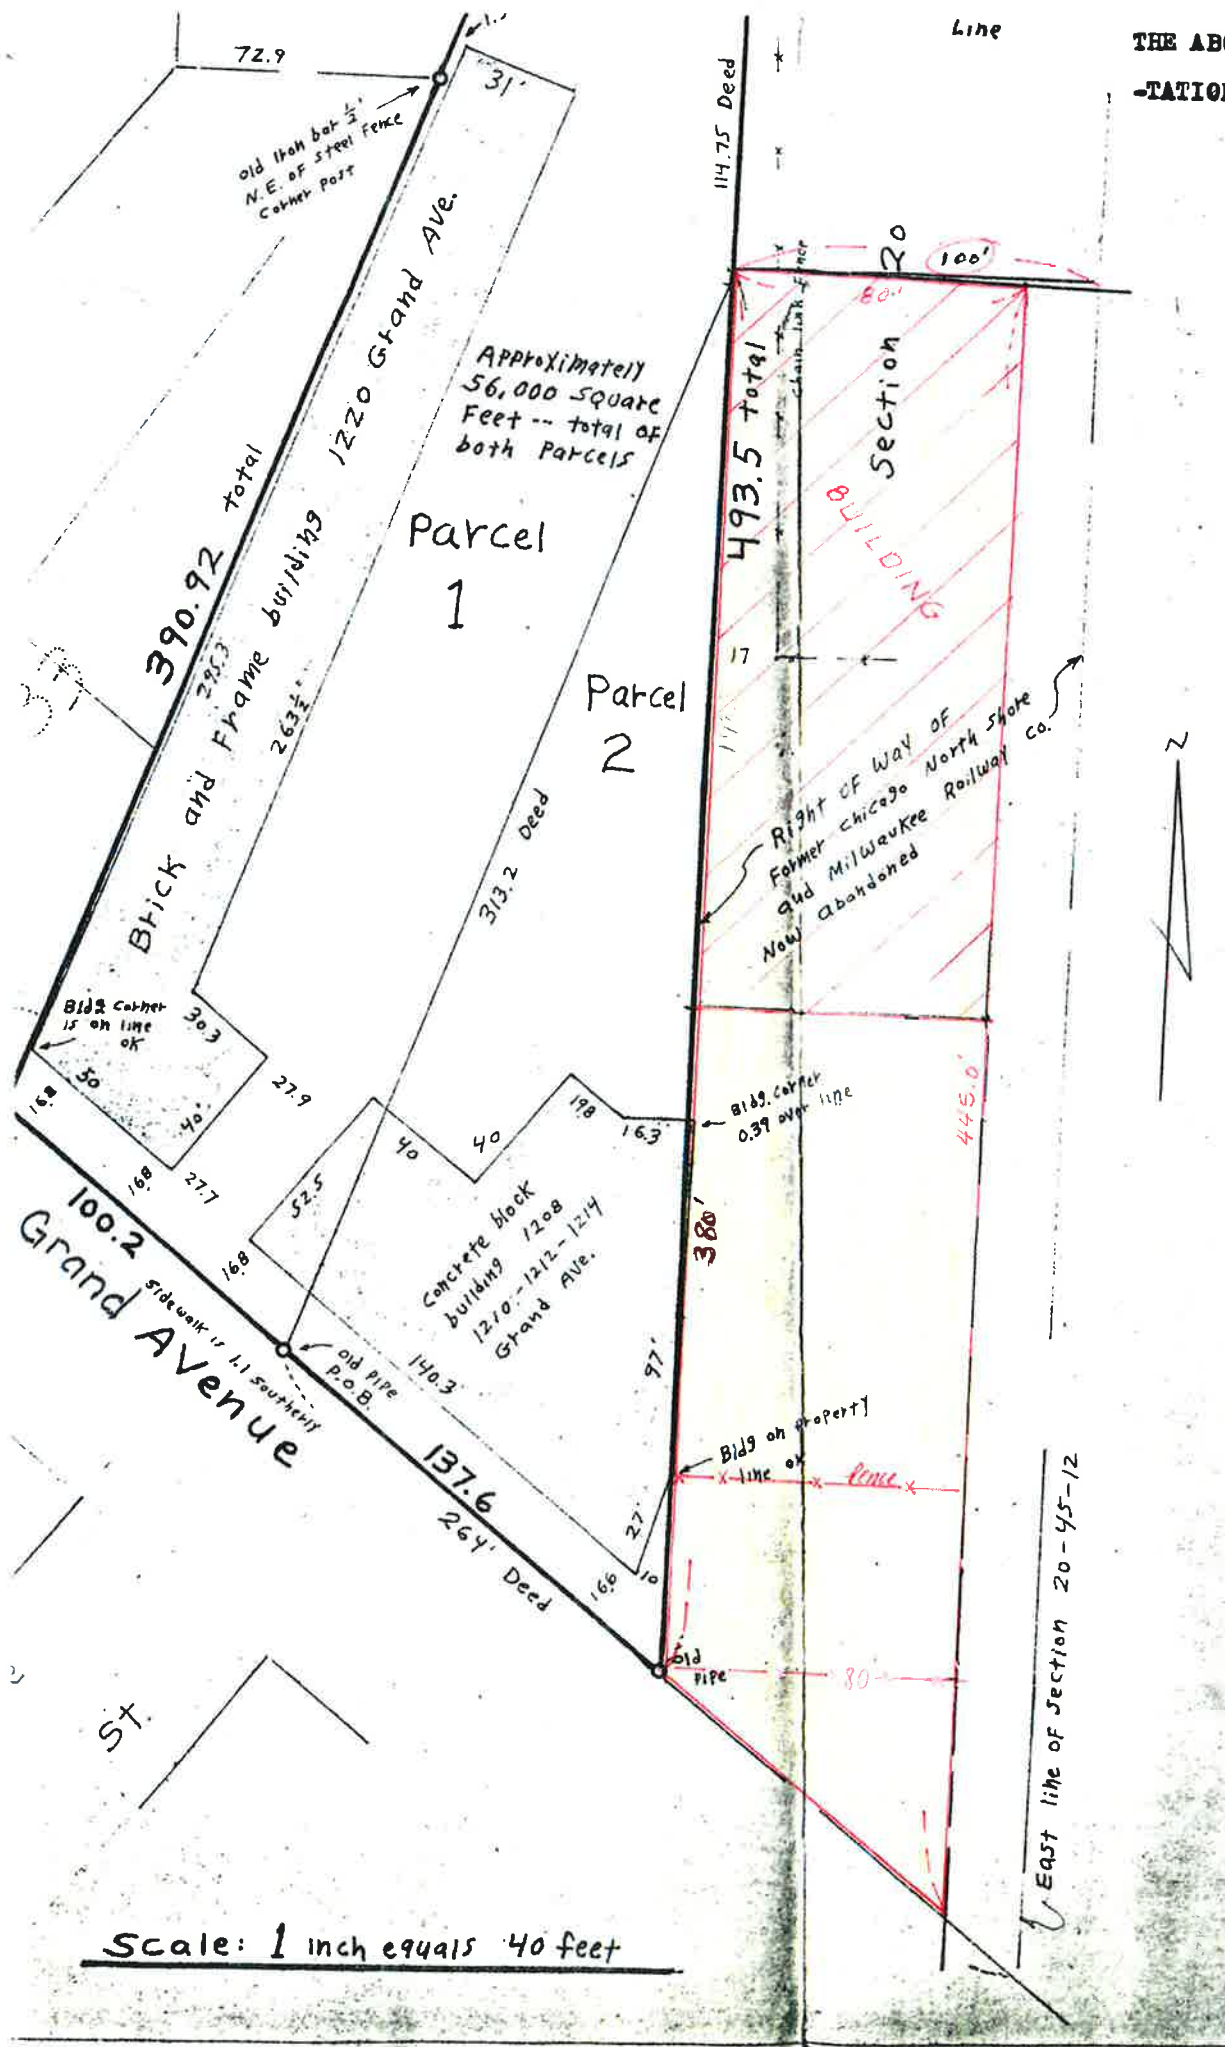 Line
THE ABO
-TATION
72.9
31'
old Iron bar ½'
N.E. of Steel Fence
Corner Post
114.75 Deed
20
100'
80'
Section
chain link fence
Approximately
56,000 Square
Feet -- total of
both Parcels
493.5 total
BUILDING
390.92 total
Brick and Frame building 1220 Grand Ave.
295.3
263½'
Parcel
1
Parcel
2
17
313.2 Deed
Right of Way of
Former Chicago North Shore
and Milwaukee Railway Co.
Now abandoned
N
Bldg Corner
is on line
OK
30.3
27.9
50
40'
16.8
16.8
27.7
52.5
40
40
19.8
16.3
Bldg. Corner
0.39 over line
445.0'
380'
Concrete block
building 1208
1210-1212-1214
Grand Ave.
97'
100.2
Grand Avenue
16.8
Sidewalk is 1.1 southerly
old Pipe
P.O.B.
140.3
137.6
264' Deed
Bldg on Property
line ok
fence
27'
10
16.6
old
Pipe
80
St.
East line of Section 20-45-12
Scale: 1 inch equals 40 feet